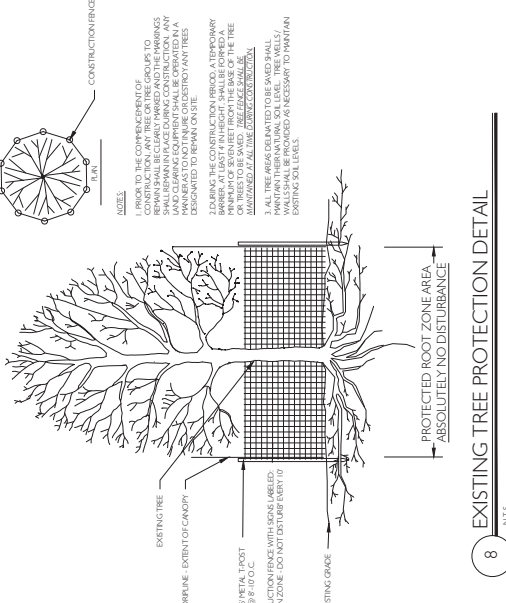 CONSTRUCTION FENCE
PLAN
NOTES:
1. PRIOR TO THE COMMENCEMENT OF
CONSTRUCTION, ANY TREE OR TREE GROUPS TO
REMAIN SHALL BE CLEARLY MARKED AND THE MARKINGS
SHALL REMAIN IN PLACE DURING CONSTRUCTION. ANY
LAND CLEARING EQUIPMENT SHALL BE OPERATED IN A
MANNER AS TO NOT INJURE OR DESTROY ANY TREES
DESIGNATED TO REMAIN ON SITE.
2. DURING THE CONSTRUCTION PERIOD, A TEMPORARY
BARRIER, AT LEAST 4' IN HEIGHT, SHALL BE FORMED A
MINIMUM OF SEVEN FEET FROM THE BASE OF THE TREE
OR TREES TO BE SAVED. TREE FENCE SHALL BE
MAINTAINED AT ALL TIME DURING CONSTRUCTION.
3. ALL TREE AREAS DELINATED TO BE SAVED SHALL
MAINTAIN THEIR NATURAL SOIL LEVEL. TREE WELLS /
WALLS SHALL BE PROVIDED AS NECESSARY TO MAINTAIN
EXISTING SOIL LEVELS.
EXISTING TREE
DRIPLINE - EXTENT OF CANOPY
METAL T-POST
@ 8'-10' O.C.
UCTION FENCE WITH SIGNS LABELED:
N ZONE - DO NOT DISTURB" EVERY 10'
STING GRADE
PROTECTED ROOT ZONE AREA
ABSOLUTELY NO DISTURBANCE
8
EXISTING TREE PROTECTION DETAIL
N.T.S.